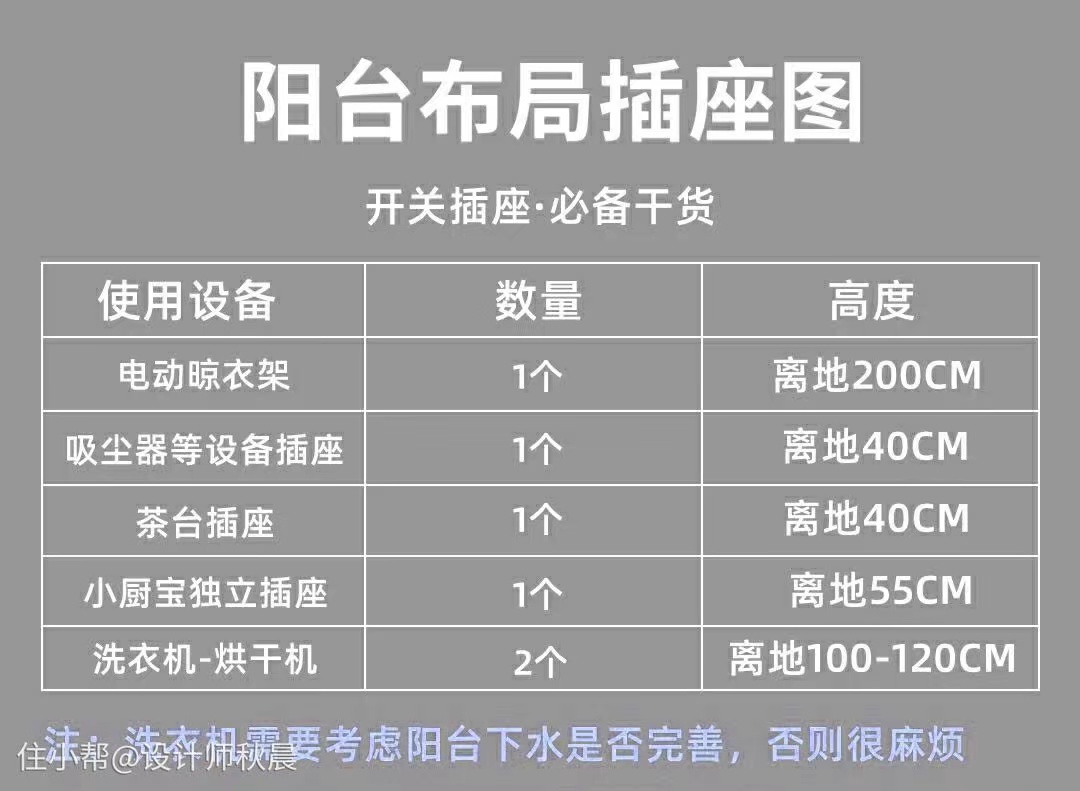 阳台布局插座图
开关插座·必备干货
使用设备 数量 高度
电动晾衣架 1个 离地200CM
吸尘器等设备插座 1个 离地40CM
茶台插座 1个 离地40CM
小厨宝独立插座 1个 离地55CM
洗衣机-烘干机 2个 离地100-120CM
注：洗衣机需要考虑阳台下水是否完善，否则很麻烦
住小帮@设计师秋晨